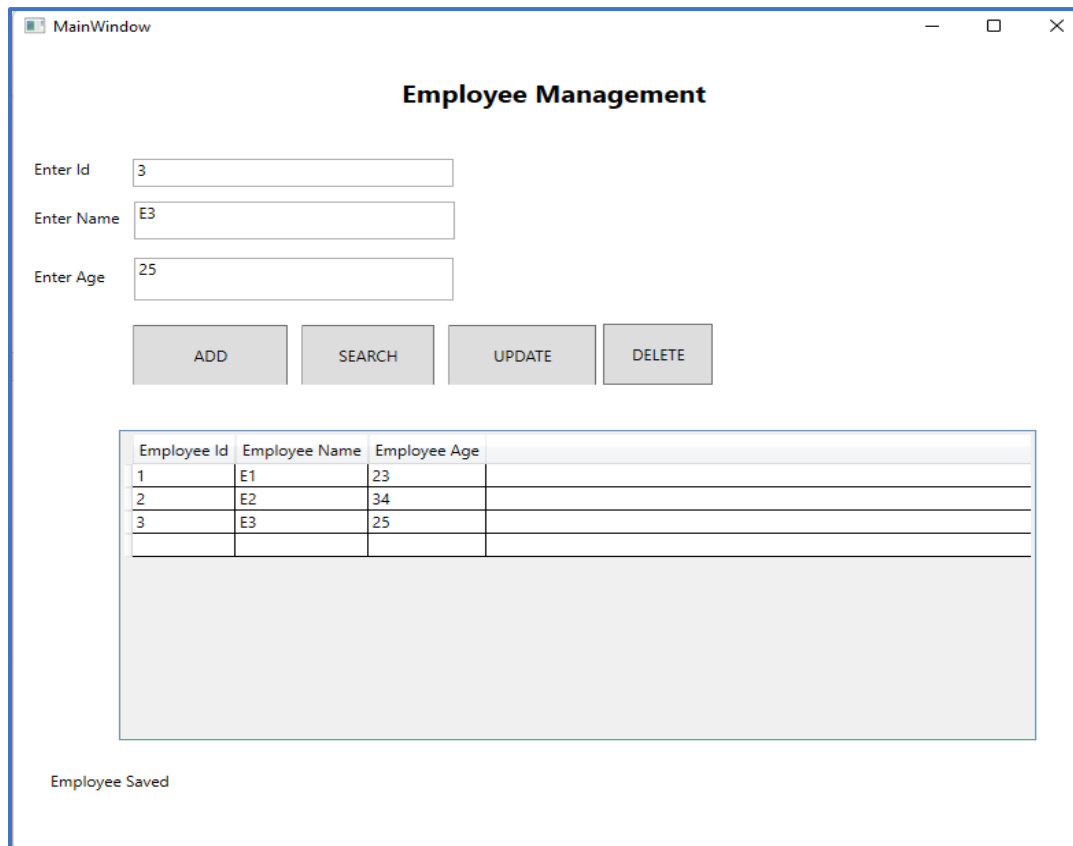 MainWindow
Employee Management
Enter Id 3
Enter Name E3
Enter Age 25
ADD SEARCH UPDATE DELETE
Employee Id Employee Name Employee Age
1 E1 23
2 E2 34
3 E3 25
Employee Saved